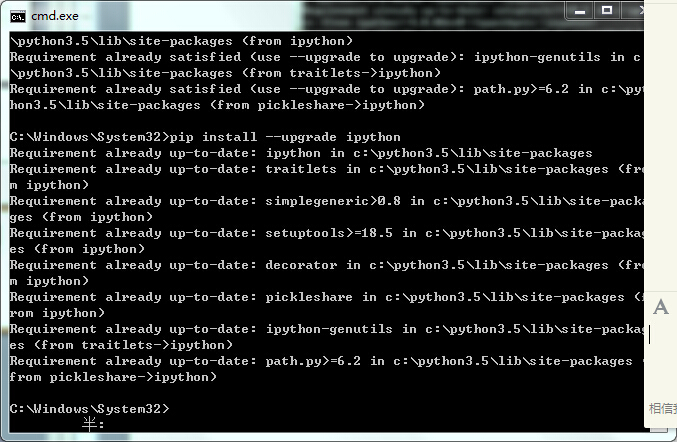 cmd.exe
\python3.5\lib\site-packages (from ipython)
Requirement already satisfied (use --upgrade to upgrade): ipython-genutils in c:
\python3.5\lib\site-packages (from traitlets->ipython)
Requirement already satisfied (use --upgrade to upgrade): path.py>=6.2 in c:\pyt
hon3.5\lib\site-packages (from pickleshare->ipython)
C:\Windows\System32>pip install --upgrade ipython
Requirement already up-to-date: ipython in c:\python3.5\lib\site-packages
Requirement already up-to-date: traitlets in c:\python3.5\lib\site-packages (fro
m ipython)
Requirement already up-to-date: simplegeneric>0.8 in c:\python3.5\lib\site-packa
ges (from ipython)
Requirement already up-to-date: setuptools>=18.5 in c:\python3.5\lib\site-packag
es (from ipython)
Requirement already up-to-date: decorator in c:\python3.5\lib\site-packages (fro
m ipython)
Requirement already up-to-date: pickleshare in c:\python3.5\lib\site-packages (f
rom ipython)
Requirement already up-to-date: ipython-genutils in c:\python3.5\lib\site-packag
es (from traitlets->ipython)
Requirement already up-to-date: path.py>=6.2 in c:\python3.5\lib\site-packages (
from pickleshare->ipython)
C:\Windows\System32>
半:
A
相信